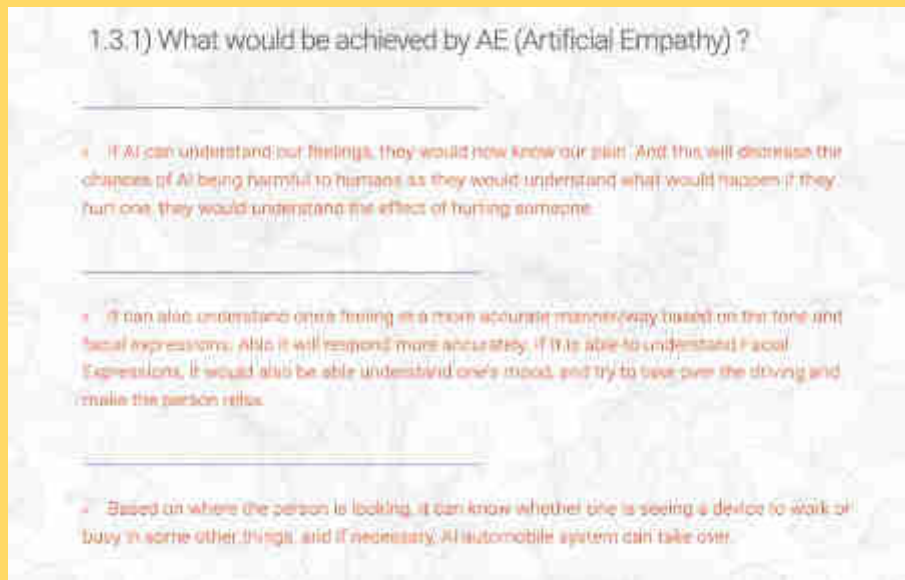 1.3.1) What would be achieved by AE (Artificial Empathy) ?
If AI can understand our feelings, they would now know our pain. And this will decrease the
chances of AI being harmful to humans as they would understand what would happen if they
hurt one, they would understand the effect of hurting someone.
It can also understand one's feeling in a more accurate manner/way based on the tone and
facial expressions. Also it will respond more accurately. If it is able to understand Facial
Expressions, it would also be able understand one's mood, and try to take over the driving and
make the person relax.
Based on where the person is looking, it can know whether one is seeing a device to work or
busy in some other things, and if necessary, AI automobile system can take over.